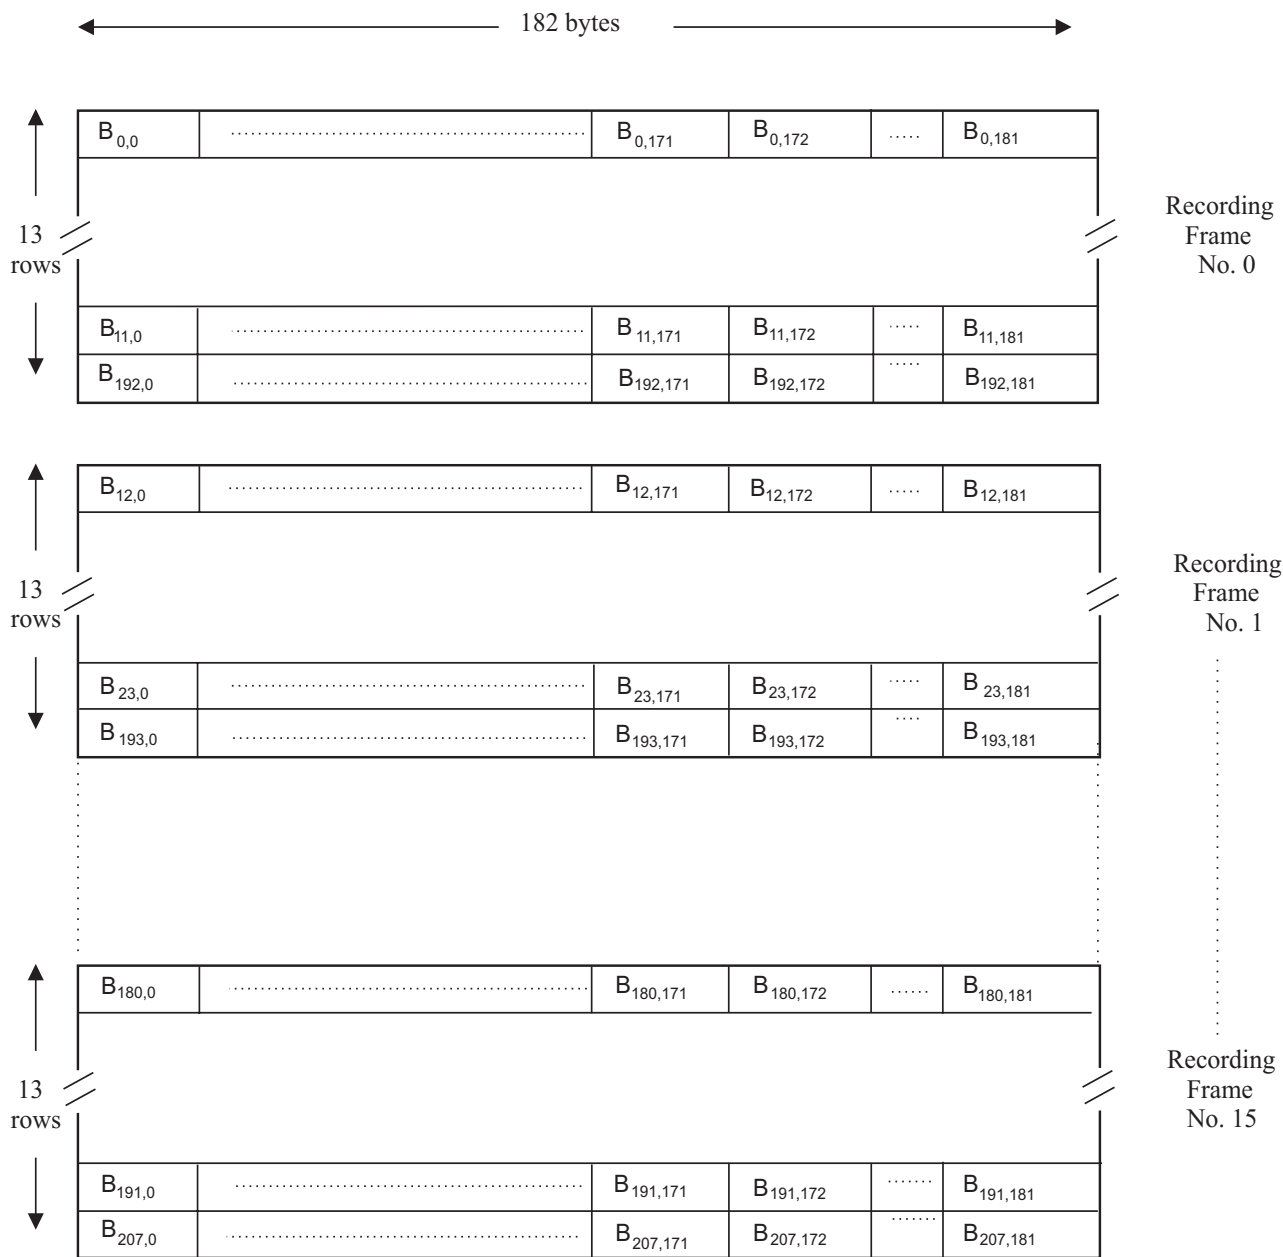 182 bytes
B0,0 .......... B0,171 B0,172 ..... B0,181
13
rows
Recording
Frame
No. 0
B11,0 .......... B11,171 B11,172 ..... B11,181
B192,0 .......... B192,171 B192,172 ..... B192,181
B12,0 .......... B12,171 B12,172 ..... B12,181
13
rows
Recording
Frame
No. 1
B23,0 .......... B23,171 B23,172 ..... B23,181
B193,0 .......... B193,171 B193,172 .... B193,181
B180,0 .......... B180,171 B180,172 ...... B180,181
13
rows
Recording
Frame
No. 15
B191,0 .......... B191,171 B191,172 ....... B191,181
B207,0 .......... B207,171 B207,172 ....... B207,181